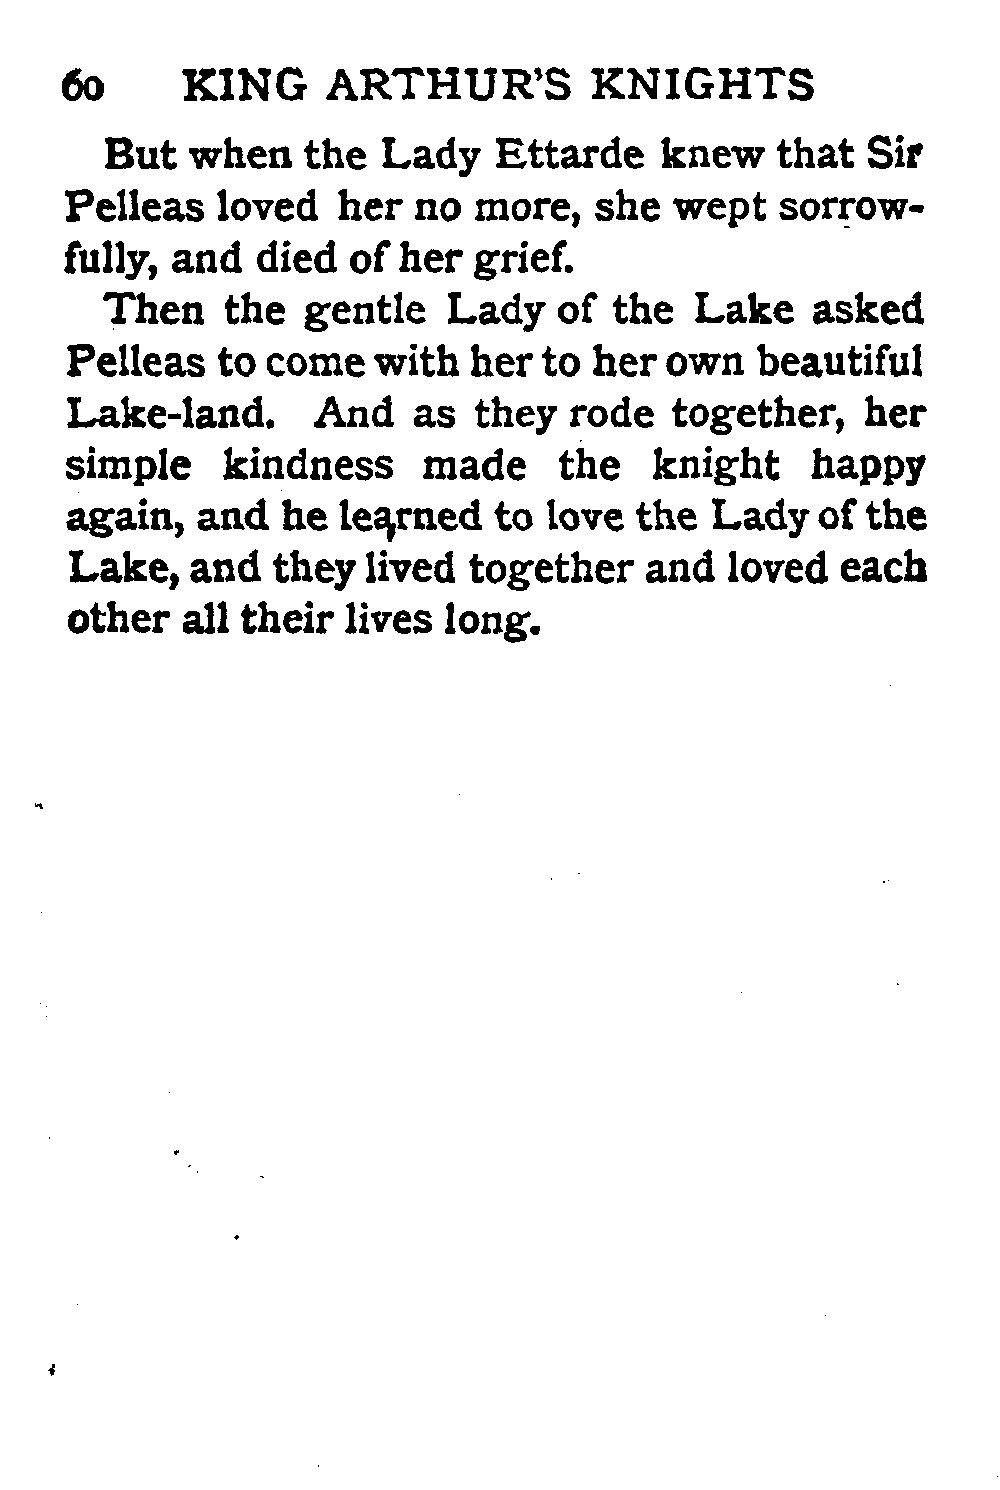 60 KING ARTHUR'S KNIGHTS
But when the Lady Ettarde knew that Sir
Pelleas loved her no more, she wept sorrow-
fully, and died of her grief.
Then the gentle Lady of the Lake asked
Pelleas to come with her to her own beautiful
Lake-land. And as they rode together, her
simple kindness made the knight happy
again, and he learned to love the Lady of the
Lake, and they lived together and loved each
other all their lives long.